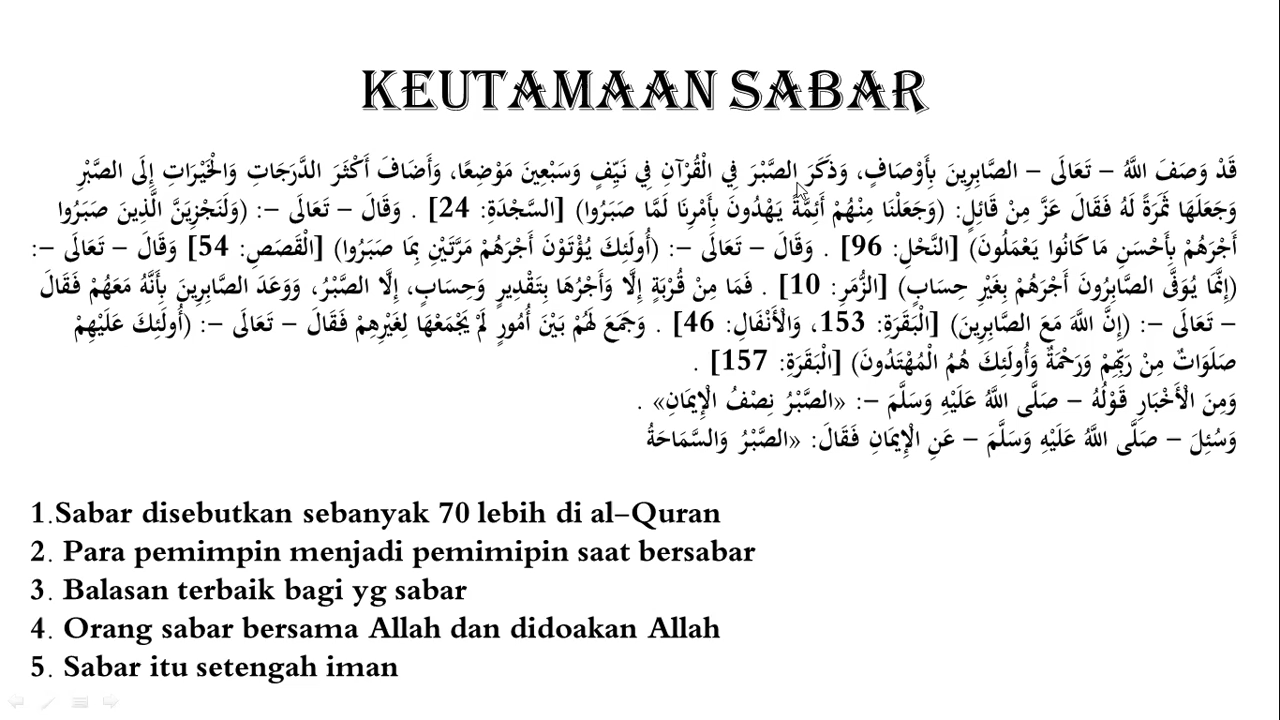 KEUTAMAAN SABAR
قَدْ وَصَفَ اللَّهُ – تَعَالَى – الصَّابِرِينَ بِأَوْصَافٍ، وَذَكَرَ الصَّبْرَ فِي الْقُرْآنِ فِي نَيِّفٍ وَسَبْعِينَ مَوْضِعًا، وَأَضَافَ أَكْثَرَ الدَّرَجَاتِ وَالْخَيْرَاتِ إِلَى الصَّبْرِ
وَجَعَلَهَا ثَمَرَةً لَهُ فَقَالَ عَزَّ مِنْ قَائِلٍ: (وَجَعَلْنَا مِنْهُمْ أَئِمَّةً يَهْدُونَ بِأَمْرِنَا لَمَّا صَبَرُوا) [السَّجْدَةِ: 24] . وَقَالَ – تَعَالَى –: (وَلَنَجْزِيَنَّ الَّذِينَ صَبَرُوا
أَجْرَهُمْ بِأَحْسَنِ مَا كَانُوا يَعْمَلُونَ) [النَّحْلِ: 96] . وَقَالَ – تَعَالَى –: (أُولَئِكَ يُؤْتَوْنَ أَجْرَهُمْ مَرَّتَيْنِ بِمَا صَبَرُوا) [الْقَصَصِ: 54] وَقَالَ – تَعَالَى –:
(إِنَّمَا يُوَفَّى الصَّابِرُونَ أَجْرَهُمْ بِغَيْرِ حِسَابٍ) [الزُّمَرِ: 10] . فَمَا مِنْ قُرْبَةٍ إِلَّا وَأَجْرُهَا بِتَقْدِيرٍ وَحِسَابٍ، إِلَّا الصَّبْرُ، وَوَعَدَ الصَّابِرِينَ بِأَنَّهُ مَعَهُمْ فَقَالَ
– تَعَالَى –: (إِنَّ اللَّهَ مَعَ الصَّابِرِينَ) [الْبَقَرَةِ: 153، وَالْأَنْفَالِ: 46] . وَجَمَعَ لَهُمْ بَيْنَ أُمُورٍ لَمْ يَجْمَعْهَا لِغَيْرِهِمْ فَقَالَ – تَعَالَى –: (أُولَئِكَ عَلَيْهِمْ
صَلَوَاتٌ مِنْ رَبِّهِمْ وَرَحْمَةٌ وَأُولَئِكَ هُمُ الْمُهْتَدُونَ) [الْبَقَرَةِ: 157] .
وَمِنَ الْأَخْبَارِ قَوْلُهُ – صَلَّى اللَّهُ عَلَيْهِ وَسَلَّمَ –: «الصَّبْرُ نِصْفُ الْإِيمَانِ» .
وَسُئِلَ – صَلَّى اللَّهُ عَلَيْهِ وَسَلَّمَ – عَنِ الْإِيمَانِ فَقَالَ: «الصَّبْرُ وَالسَّمَاحَةُ
1.Sabar disebutkan sebanyak 70 lebih di al-Quran
2. Para pemimpin menjadi pemimipin saat bersabar
3. Balasan terbaik bagi yg sabar
4. Orang sabar bersama Allah dan didoakan Allah
5. Sabar itu setengah iman